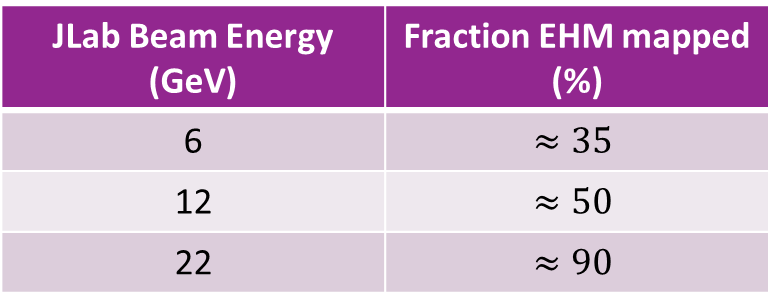 JLab Beam Energy
(GeV)
Fraction EHM mapped
(%)
6
≈ 35
12
≈ 50
22
≈ 90